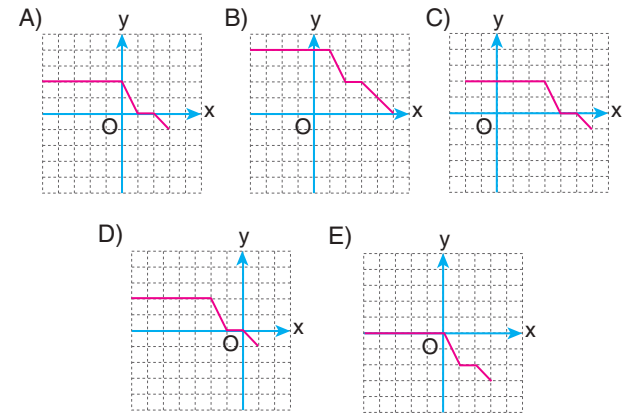 A) y x O
B) y x O
C) y x O
D) y x O
E) y x O